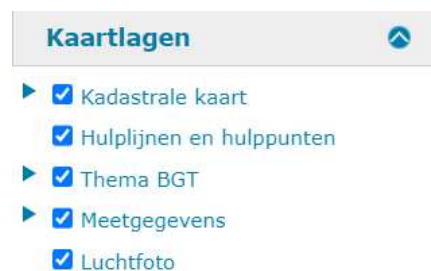 Kaartlagen
Kadastrale kaart
Hulplijnen en hulppunten
Thema BGT
Meetgegevens
Luchtfoto